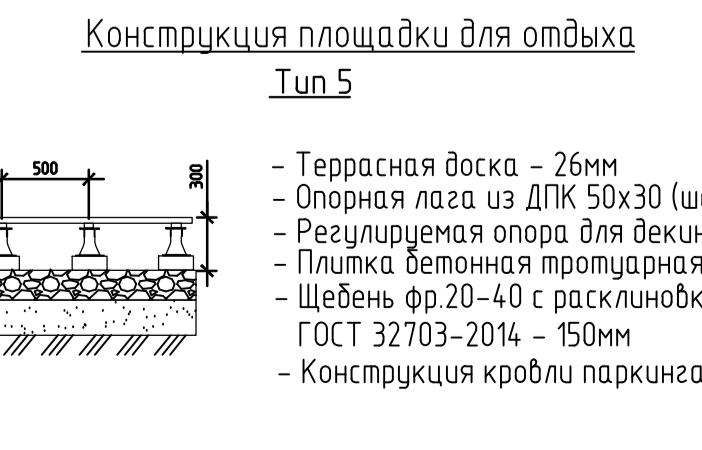 Конструкция площадки для отдыха
Тип 5
500
300
- Террасная доска - 26мм
- Опорная лага из ДПК 50х30
- Регулируемая опора для
- Плитка бетонная тротуарная
- Щебень фр.20-40 с
ГОСТ 32703-2014 - 150мм
- Конструкция кровли паркинга